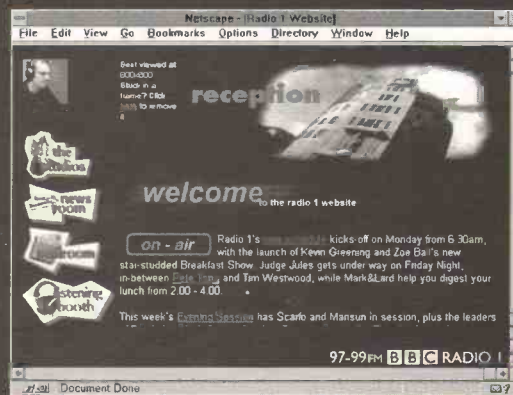 Netscape - [Radio 1 Website]
File Edit View Go Bookmarks Options Directory Window Help
Best viewed at
800x600
Stuck in a
frame? Click
to remove
reception
the
news
room
room
booth
welcome to the radio 1 website
on - air
Radio 1's new schedule kicks-off on Monday from 6.30am,
with the launch of Kevin Greening and Zoe Ball's new
star-studded Breakfast Show. Judge Jules gets under way on Friday Night,
in-between Pete Tong and Tim Westwood, while Mark&Lard help you digest your
lunch from 2.00 - 4.00.
This week's Evening Session has Scarfo and Mansun in session, plus the leaders
97-99FM BBC RADIO 1
Document Done